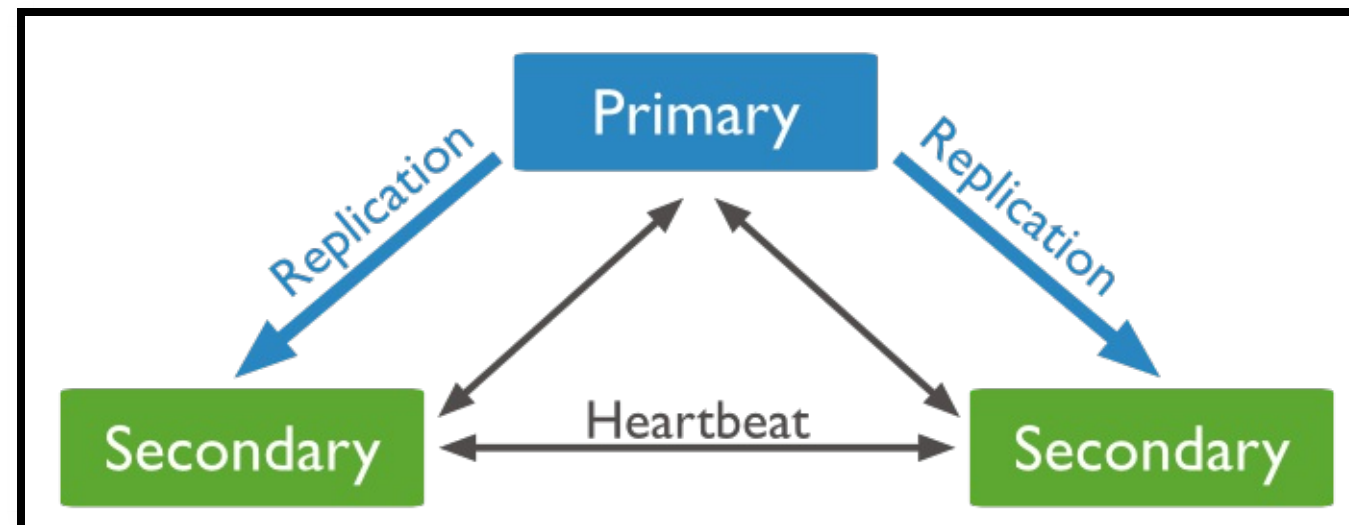 Primary
Replication
Replication
Heartbeat
Secondary
Secondary